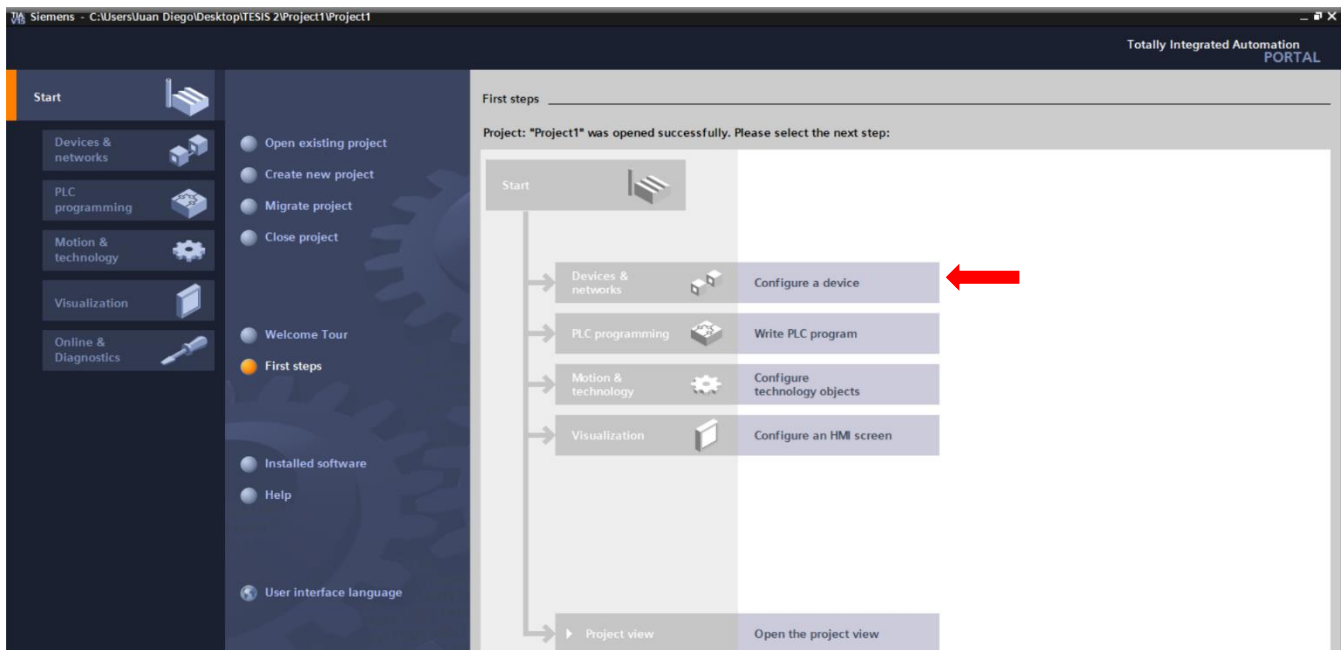 Siemens - C:\Users\Juan Diego\Desktop\TESIS 2\Project1\Project1
Totally Integrated Automation
PORTAL
Start
Devices &
networks
PLC
programming
Motion &
technology
Visualization
Online &
Diagnostics
Open existing project
Create new project
Migrate project
Close project
Welcome Tour
First steps
Installed software
Help
User interface language
First steps
Project: "Project1" was opened successfully. Please select the next step:
Start
Devices &
networks
Configure a device
PLC programming
Write PLC program
Motion &
technology
Configure
technology objects
Visualization
Configure an HMI screen
Project view
Open the project view